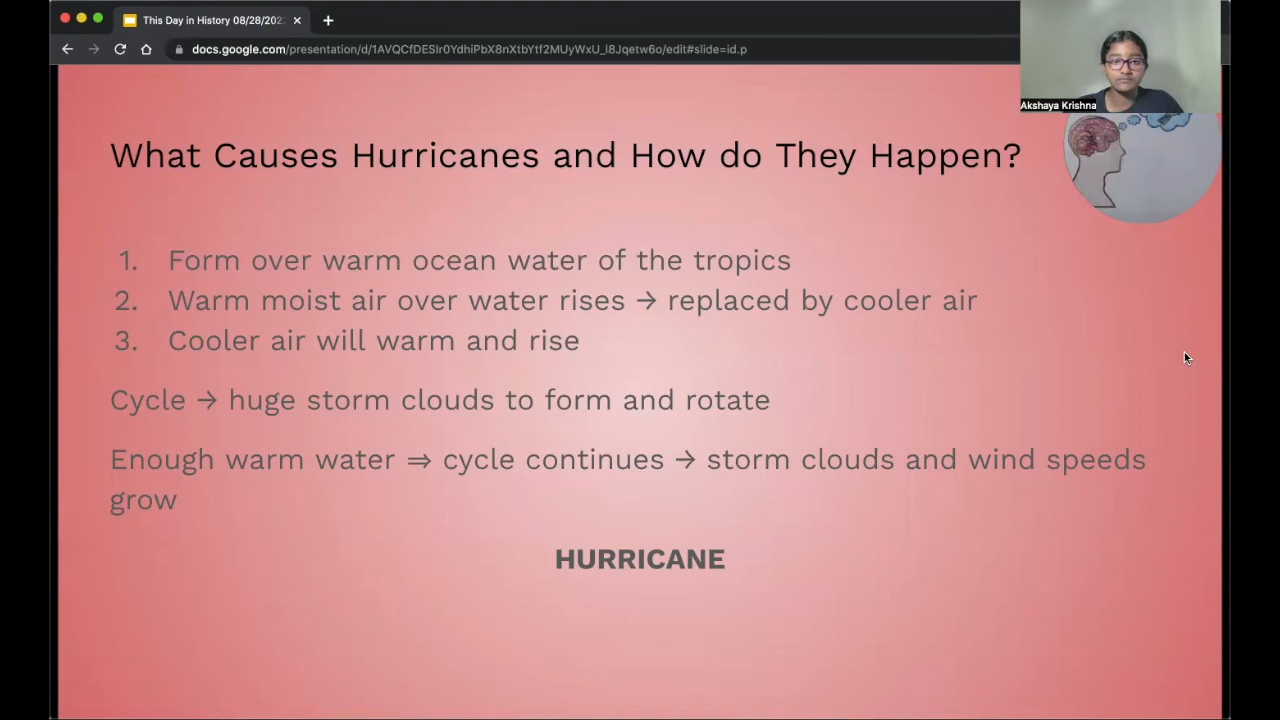 This Day in History 08/28/202
docs.google.com/presentation/d/1AVQCfDESIr0YdhiPbX8nXtbYtf2MUyWxU_I8Jqetw6o/edit#slide=id.p
Akshaya Krishna
What Causes Hurricanes and How do They Happen?
1. Form over warm ocean water of the tropics
2. Warm moist air over water rises → replaced by cooler air
3. Cooler air will warm and rise
Cycle → huge storm clouds to form and rotate
Enough warm water ⇒ cycle continues → storm clouds and wind speeds
grow
HURRICANE